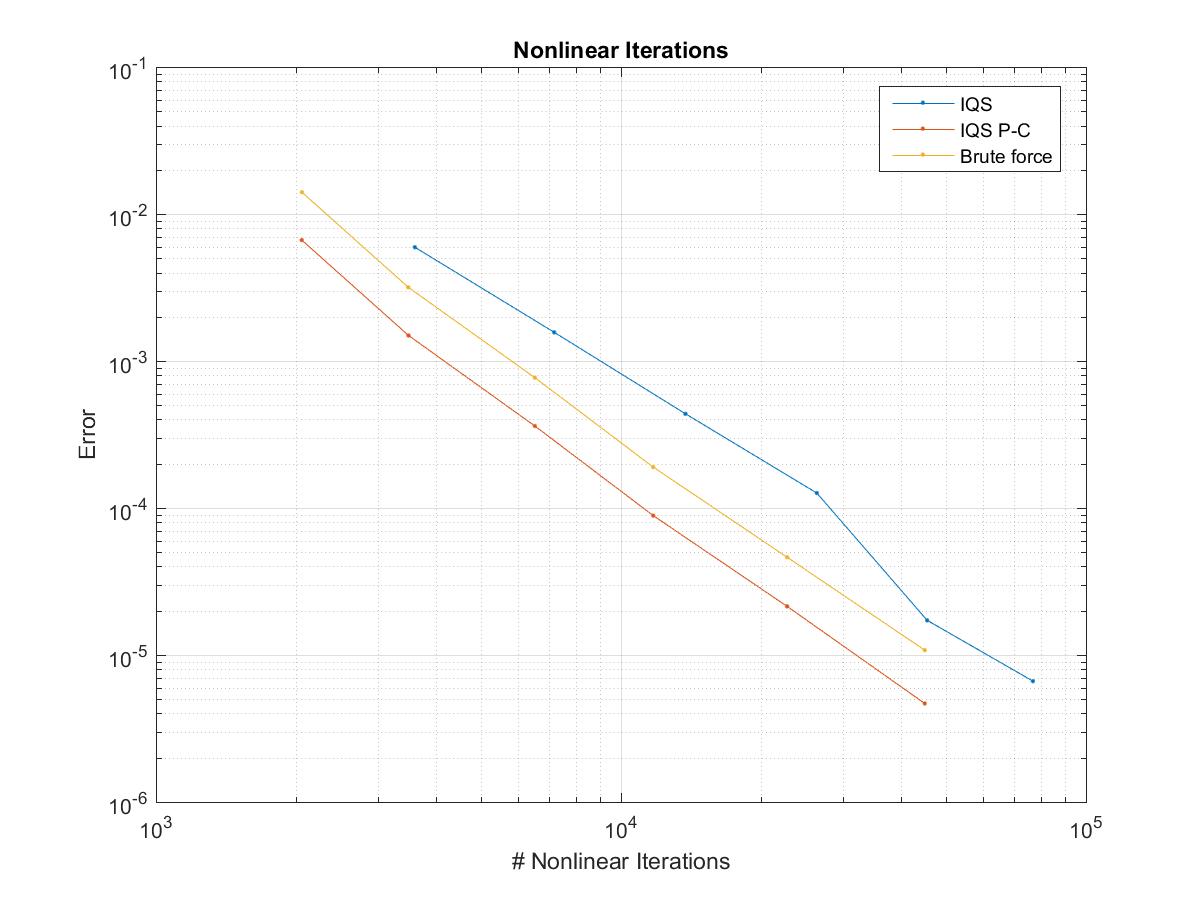 Nonlinear Iterations
10^-1
10^-2
10^-3
10^-4
10^-5
10^-6
Error
IQS
IQS P-C
Brute force
10^3
10^4
10^5
# Nonlinear Iterations